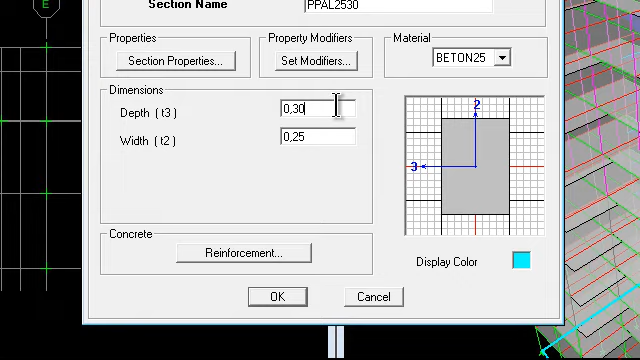 E
Section Name PPAL2530
Properties Property Modifiers Material
Section Properties... Set Modifiers... BETON25
Dimensions
Depth ( t3 ) 0,30
Width ( t2 ) 0,25
2
3
Concrete
Reinforcement...
Display Color
OK Cancel